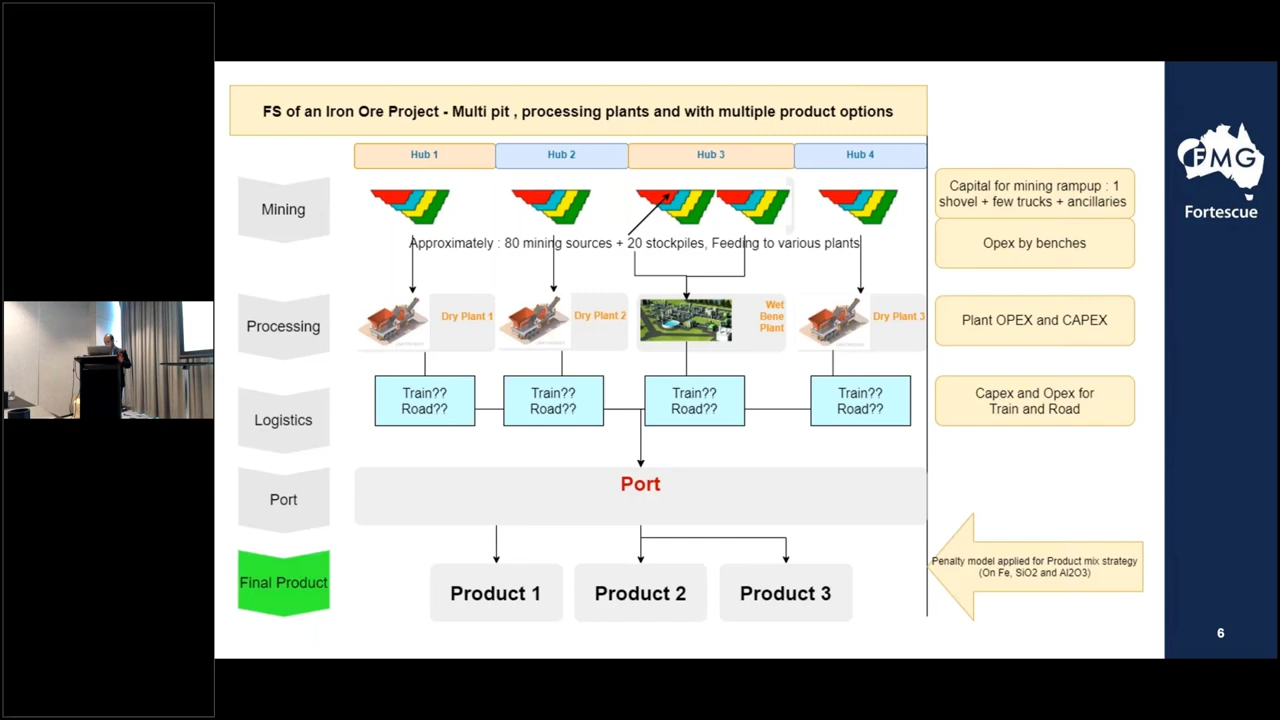 FS of an Iron Ore Project - Multi pit , processing plants and with multiple product options
Hub 1
Hub 2
Hub 3
Hub 4
FMG
Fortescue
Mining
Capital for mining rampup : 1
shovel + few trucks + ancillaries
Approximately : 80 mining sources + 20 stockpiles, Feeding to various plants
Opex by benches
Processing
Dry Plant 1
Dry Plant 2
Wet
Bene
Plant
Dry Plant 3
Plant OPEX and CAPEX
Logistics
Train??
Road??
Train??
Road??
Train??
Road??
Train??
Road??
Capex and Opex for
Train and Road
Port
Port
Final Product
Product 1
Product 2
Product 3
Penalty model applied for Product mix strategy
(On Fe, SiO2 and Al2O3)
6